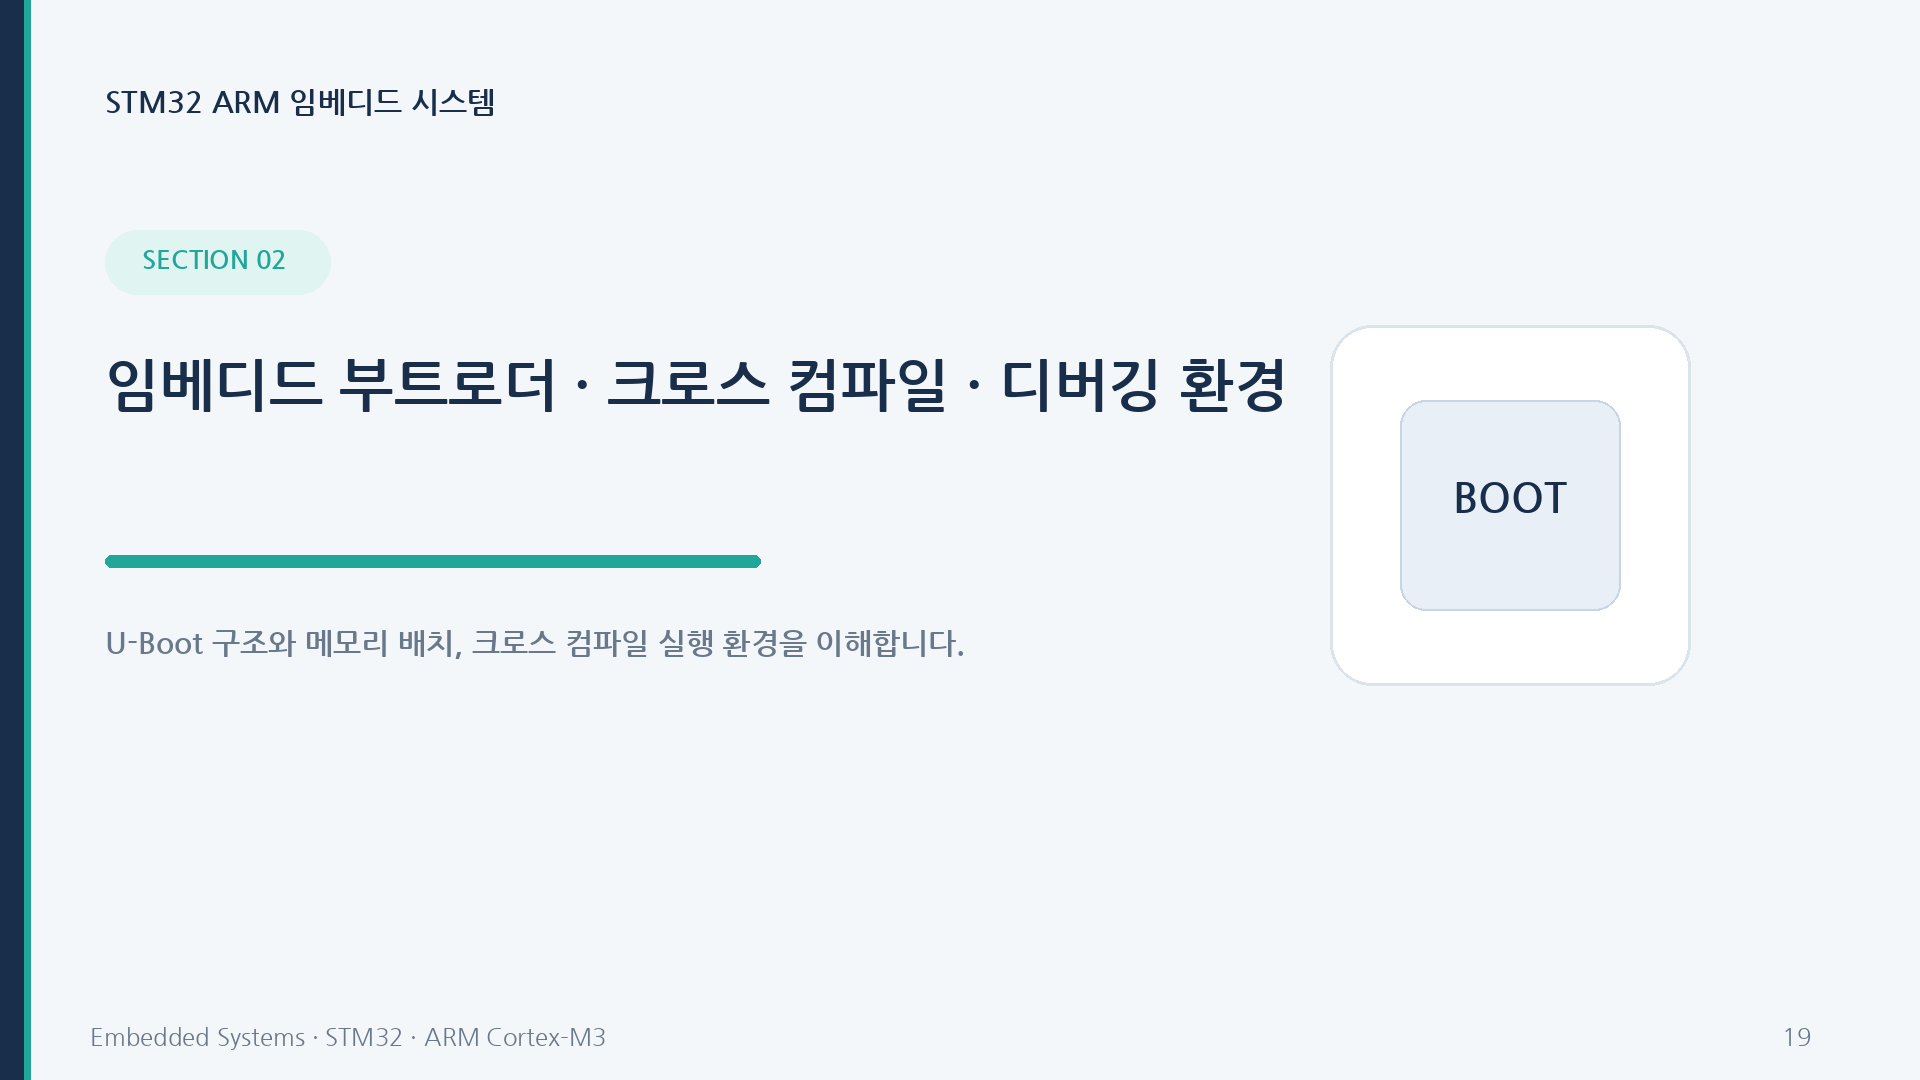 STM32 ARM 임베디드 시스템
SECTION 02
임베디드 부트로더 · 크로스 컴파일 · 디버깅 환경
BOOT
U-Boot 구조와 메모리 배치, 크로스 컴파일 실행 환경을 이해합니다.
Embedded Systems · STM32 · ARM Cortex-M3
19